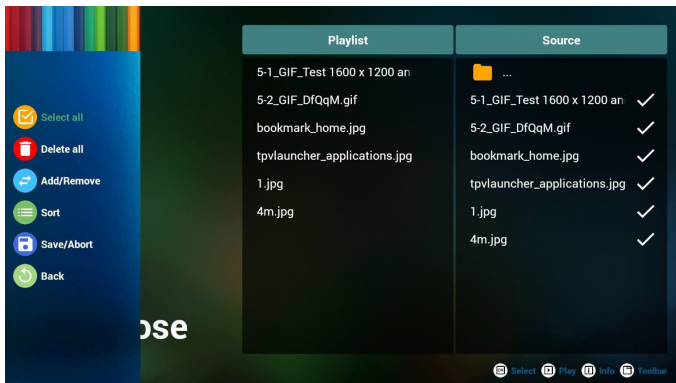 Select all
Delete all
Add/Remove
Sort
Save/Abort
Back
ose
Playlist
5-1_GIF_Test 1600 x 1200 an
5-2_GIF_DfQqM.gif
bookmark_home.jpg
tpvlauncher_applications.jpg
1.jpg
4m.jpg
Source
...
5-1_GIF_Test 1600 x 1200 an
5-2_GIF_DfQqM.gif
bookmark_home.jpg
tpvlauncher_applications.jpg
1.jpg
4m.jpg
Select Play Info Toolbar